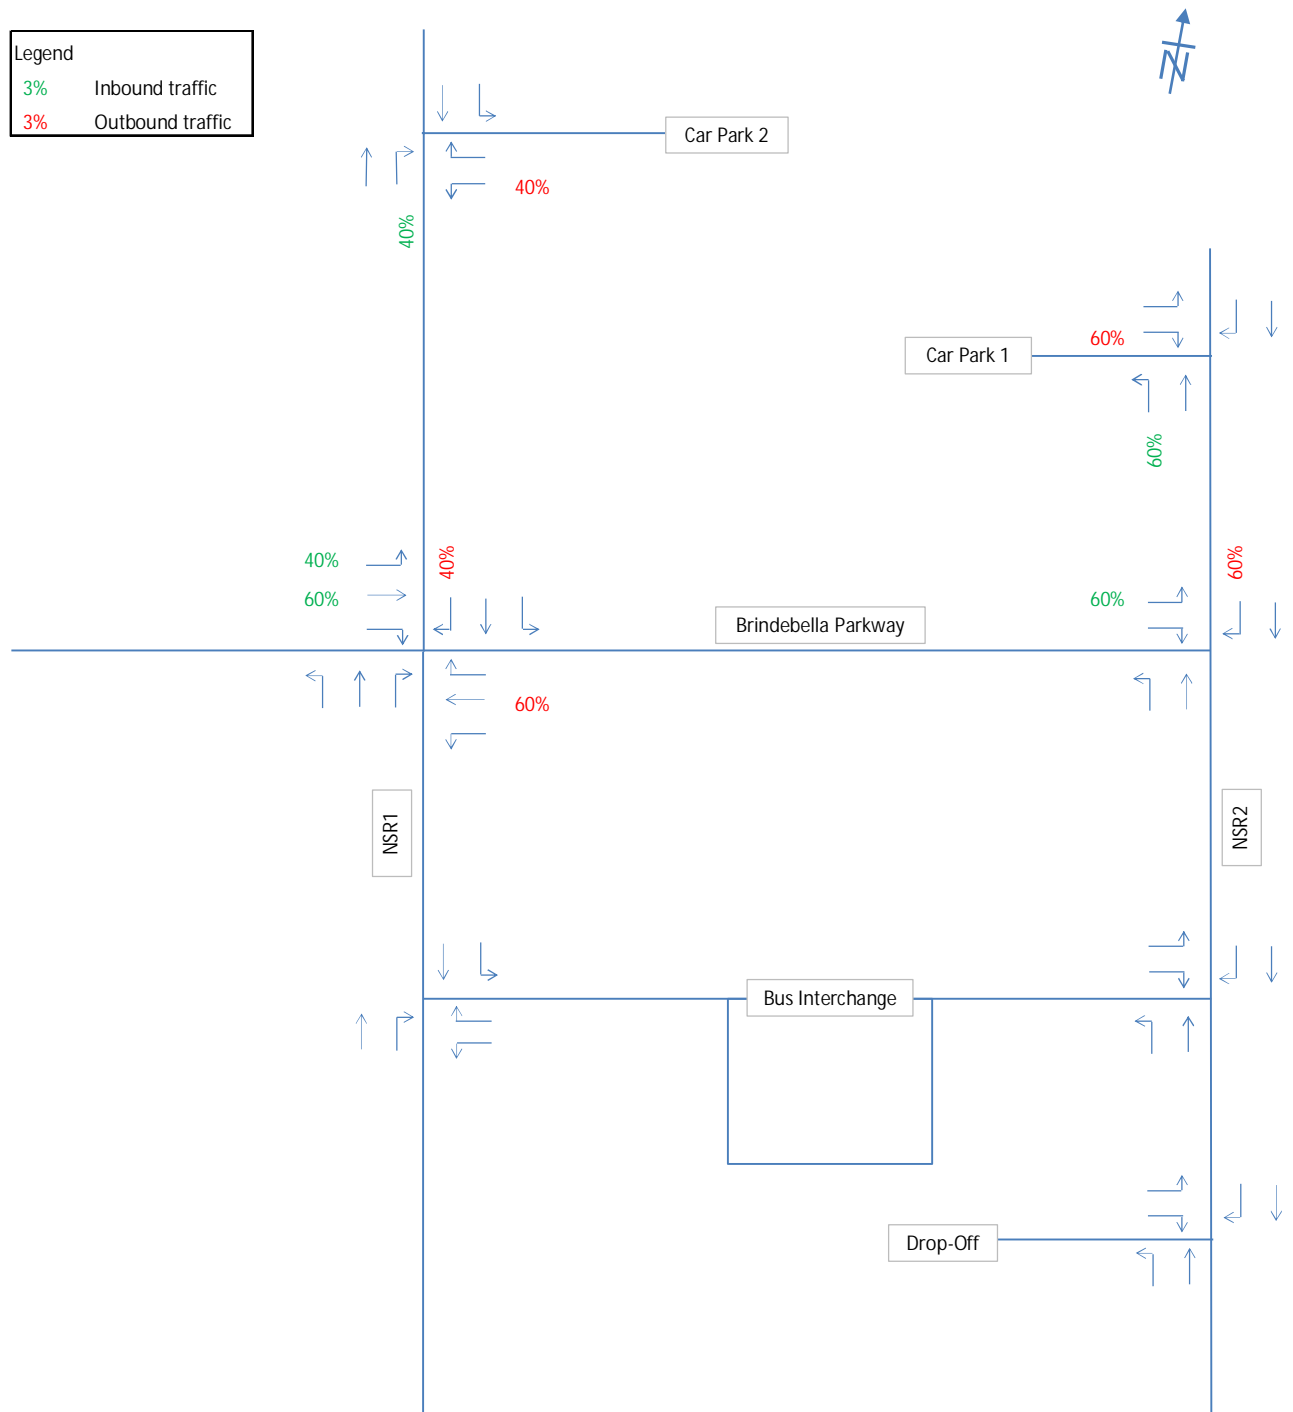 Legend
3% Inbound traffic
3% Outbound traffic
N
Car Park 2
40%
40%
60%
Car Park 1
60%
40%
40%
60%
60%
60%
Brindebella Parkway
60%
NSR1
NSR2
Bus Interchange
Drop-Off